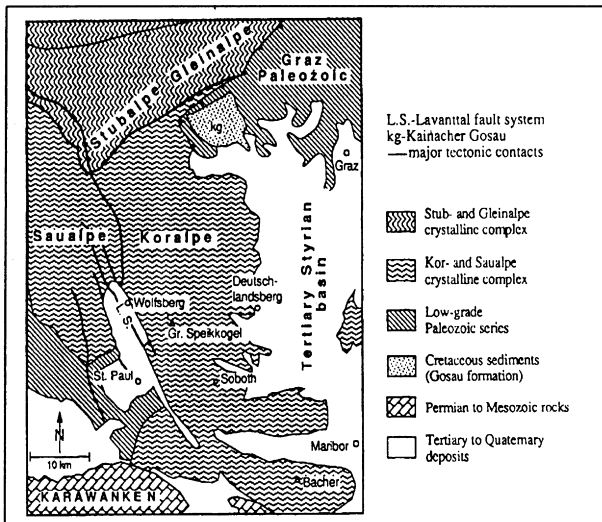 Stubalpe Gleinalpe
Graz
Paleozoic
kg
Graz
Saualpe
Koralpe
Tertiary Styrian
basin
Deutsch-
landsberg
Wolfsberg
L.
S.
Gr. Speikkogel
St. Paul
Soboth
N
10 km
Maribor
Bacher
KARAWANKEN
L.S.-Lavanttal fault system
kg-Kainacher Gosau
—major tectonic contacts
Stub- and Gleinalpe
crystalline complex
Kor- and Saualpe
crystalline complex
Low-grade
Paleozoic series
Cretaceous sediments
(Gosau formation)
Permian to Mesozoic rocks
Tertiary to Quaternary
deposits